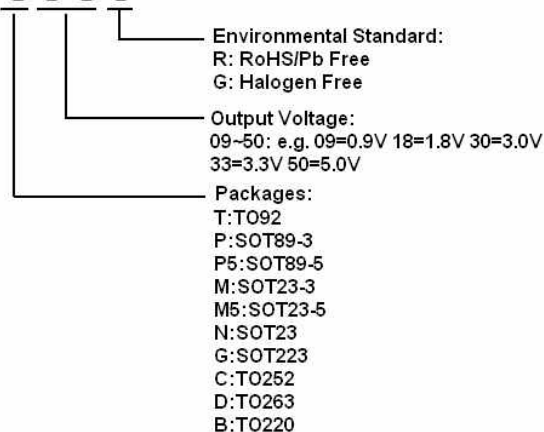 Environmental Standard:
R: RoHS/Pb Free
G: Halogen Free
Output Voltage:
09~50: e.g. 09=0.9V 18=1.8V 30=3.0V
33=3.3V 50=5.0V
Packages:
T:TO92
P:SOT89-3
P5:SOT89-5
M:SOT23-3
M5:SOT23-5
N:SOT23
G:SOT223
C:TO252
D:TO263
B:TO220